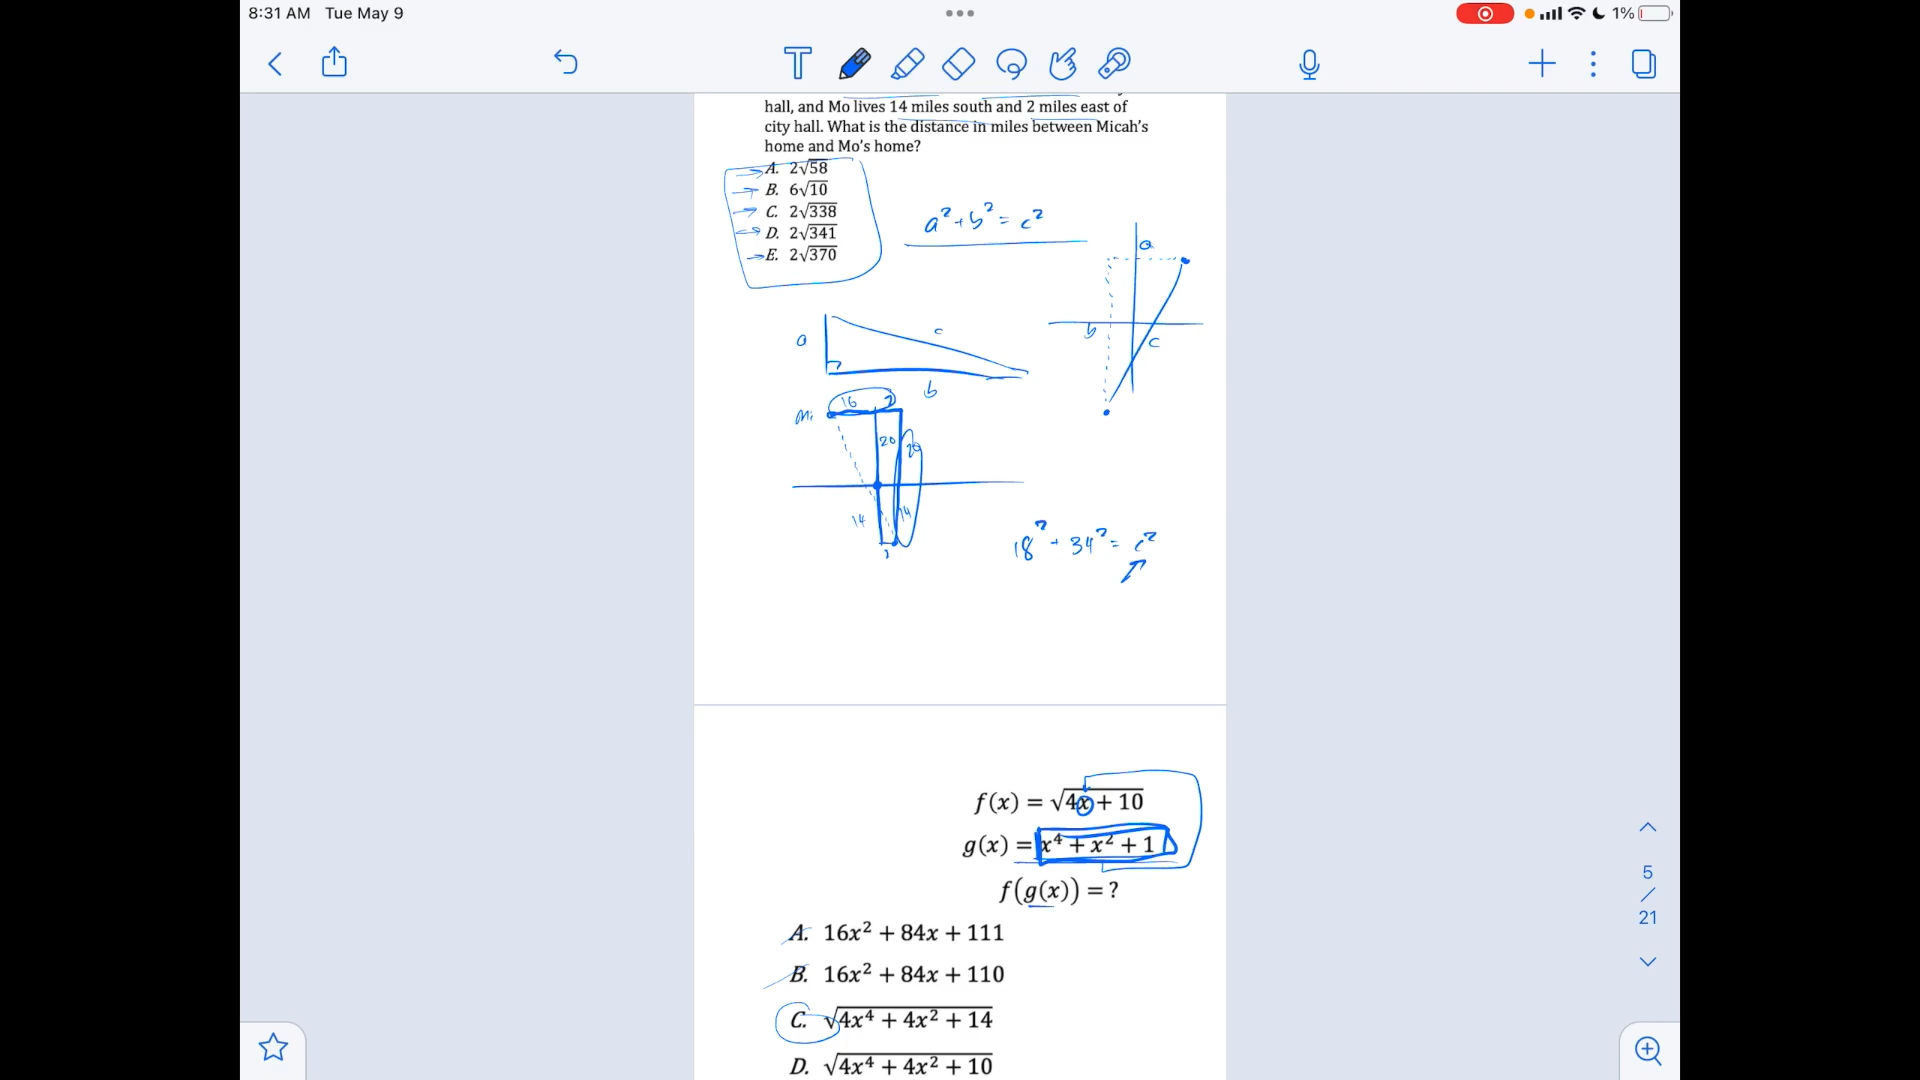 8:31 AM Tue May 9
1%
hall, and Mo lives 14 miles south and 2 miles east of
city hall. What is the distance in miles between Micah's
home and Mo's home?
A. 2√58
B. 6√10
C. 2√338
D. 2√341
E. 2√370
a² + b² = c²
a
b
c
a
c
b
Mi
16 2
20 20
14 14
18² + 34² = c²
f(x) = √4x + 10
g(x) = x⁴ + x² + 1
f(g(x)) = ?
A. 16x² + 84x + 111
B. 16x² + 84x + 110
C. √4x⁴ + 4x² + 14
D. √4x⁴ + 4x² + 10
5
/
21